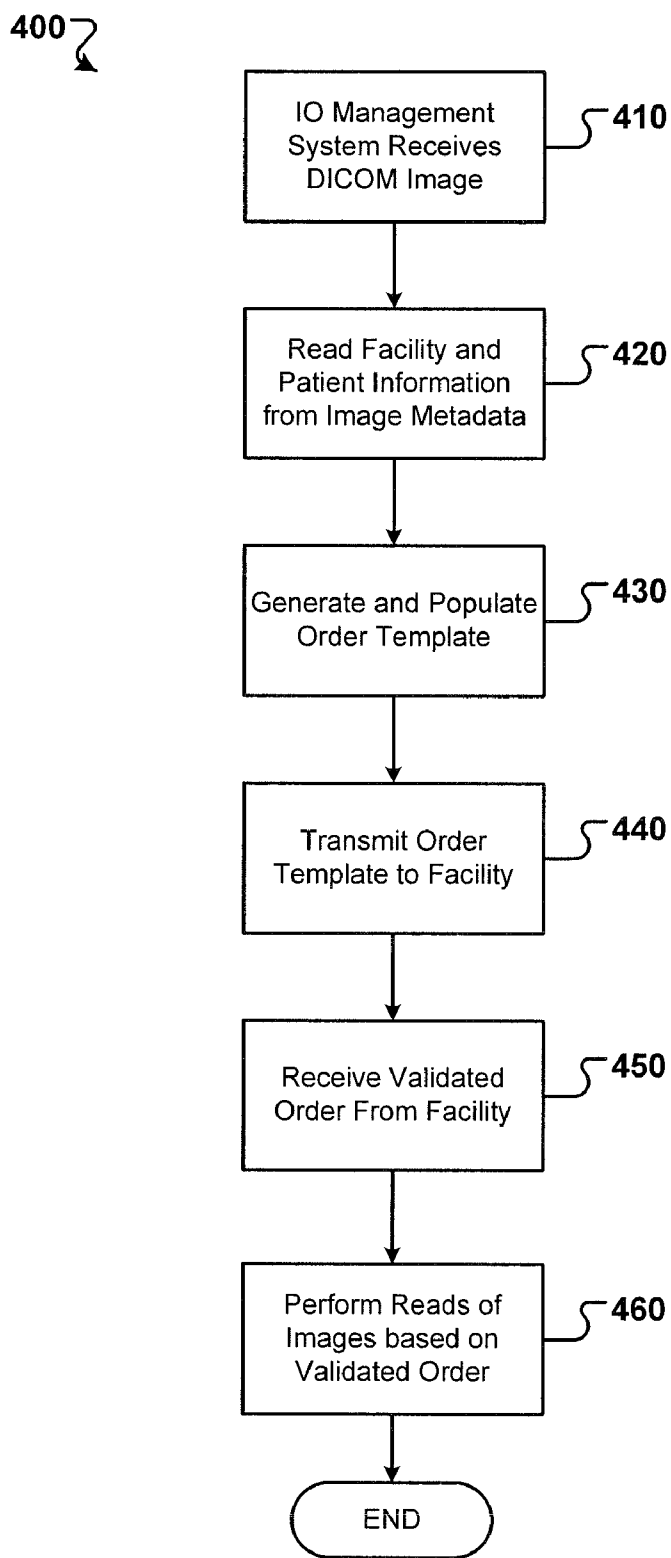 400
IO Management
System Receives
DICOM Image
410
Read Facility and
Patient Information
from Image Metadata
420
Generate and Populate
Order Template
430
Transmit Order
Template to Facility
440
Receive Validated
Order From Facility
450
Perform Reads of
Images based on
Validated Order
460
END